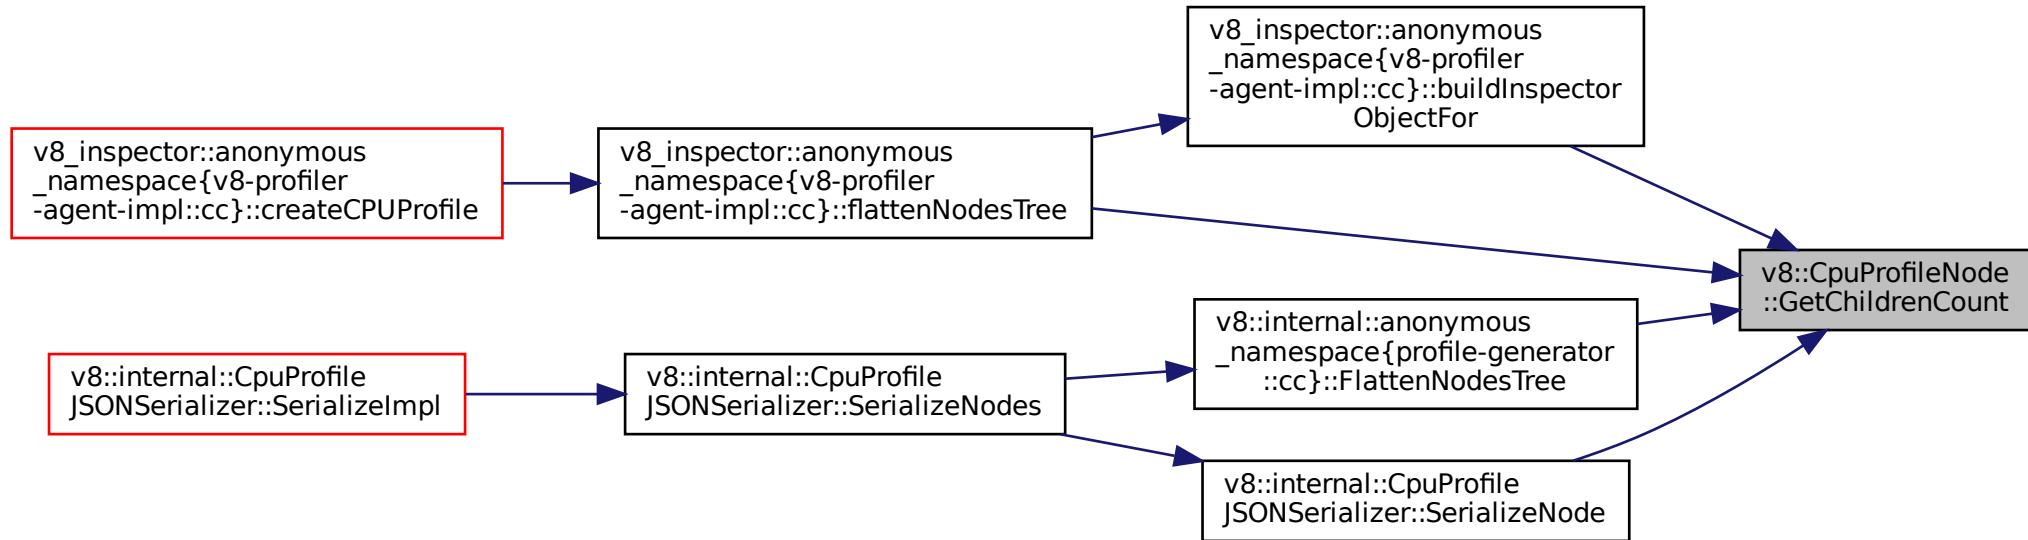 v8_inspector::anonymous
_namespace{v8-profiler
-agent-impl::cc}::buildInspector
ObjectFor
v8_inspector::anonymous
_namespace{v8-profiler
-agent-impl::cc}::createCPUProfile
v8_inspector::anonymous
_namespace{v8-profiler
-agent-impl::cc}::flattenNodesTree
v8::CpuProfileNode
::GetChildrenCount
v8::internal::anonymous
_namespace{profile-generator
::cc}::FlattenNodesTree
v8::internal::CpuProfile
JSONSerializer::SerializeImpl
v8::internal::CpuProfile
JSONSerializer::SerializeNodes
v8::internal::CpuProfile
JSONSerializer::SerializeNode